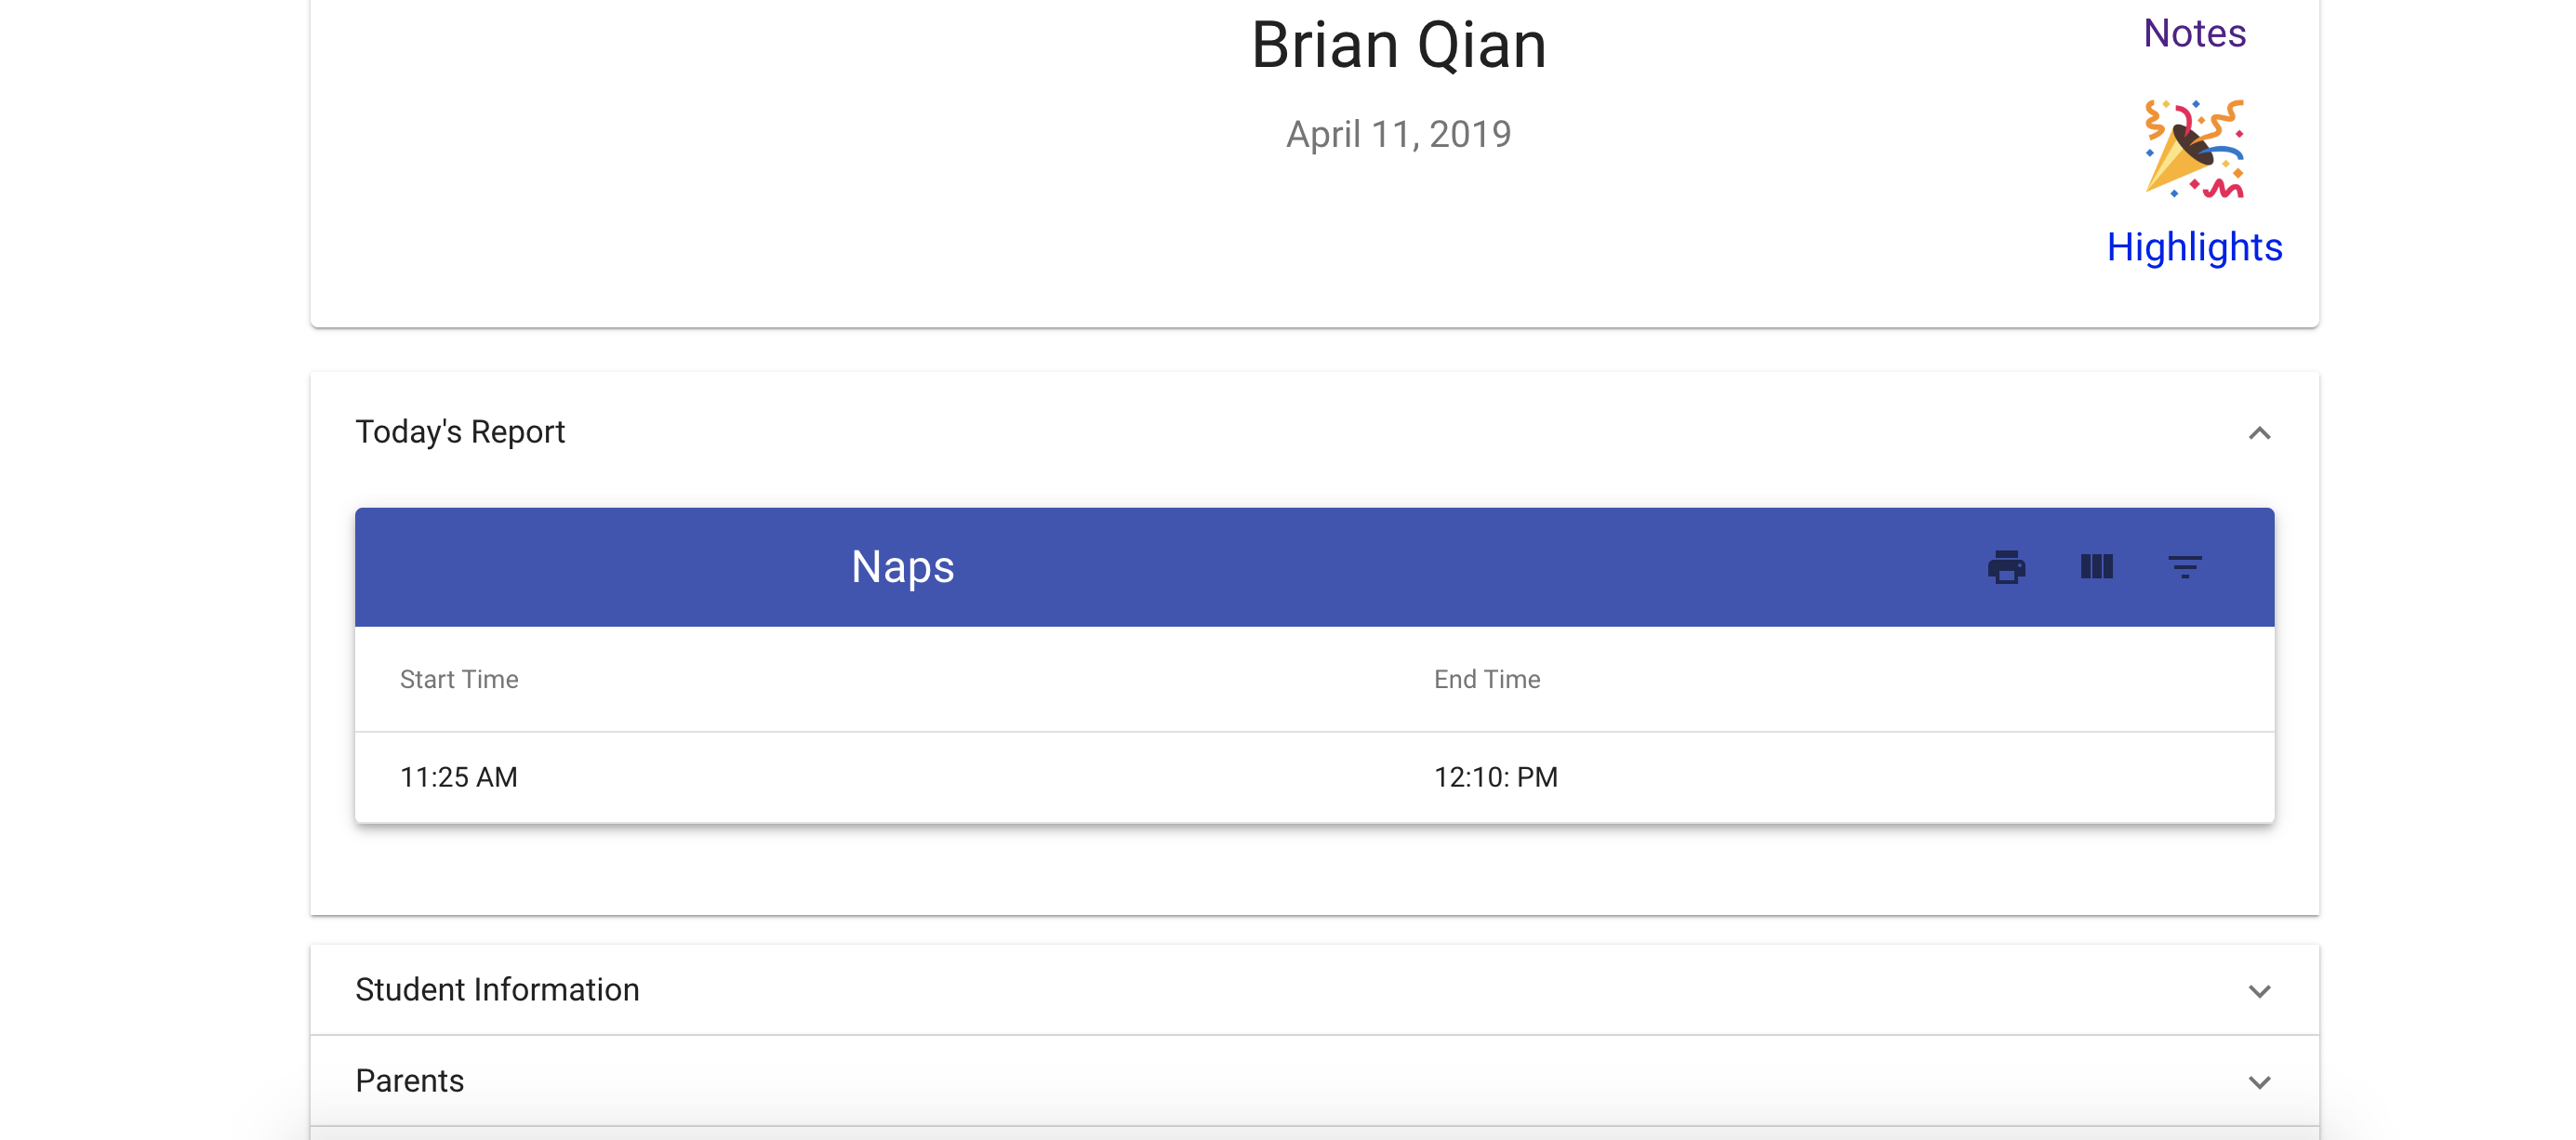 Brian Qian
Notes
April 11, 2019
Highlights
Today's Report
Naps
Start Time End Time
11:25 AM 12:10: PM
Student Information
Parents